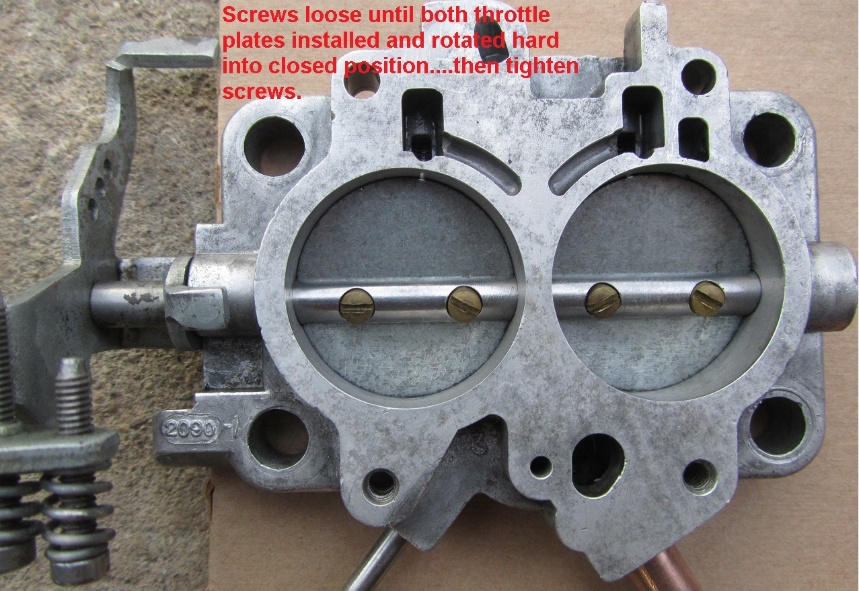 Screws loose until both throttle
plates installed and rotated hard
into closed position....then tighten
screws.
2090-1